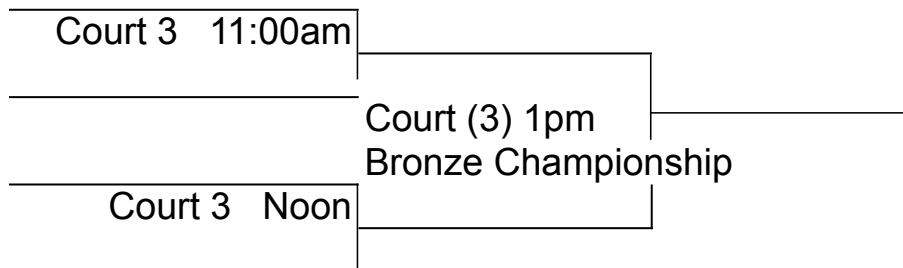 Court 3 11:00am
Court (3) 1pm
Bronze Championship
Court 3 Noon